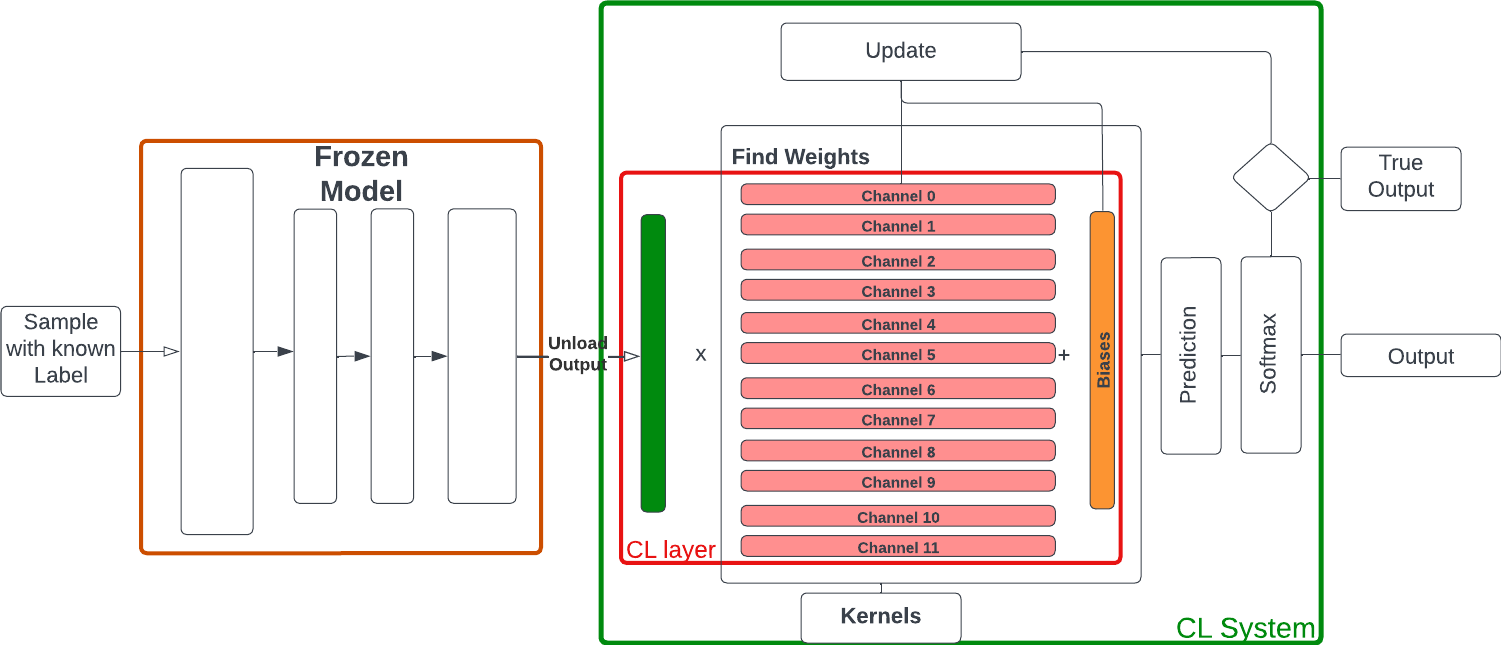 Update
Frozen
Model
Find Weights
True
Output
Channel 0
Channel 1
Channel 2
Channel 3
Channel 4
Channel 5
Channel 6
Channel 7
Channel 8
Channel 9
Channel 10
Channel 11
Sample
with known
Label
Unload
Output
x
+
Biases
Prediction
Softmax
Output
CL layer
Kernels
CL System